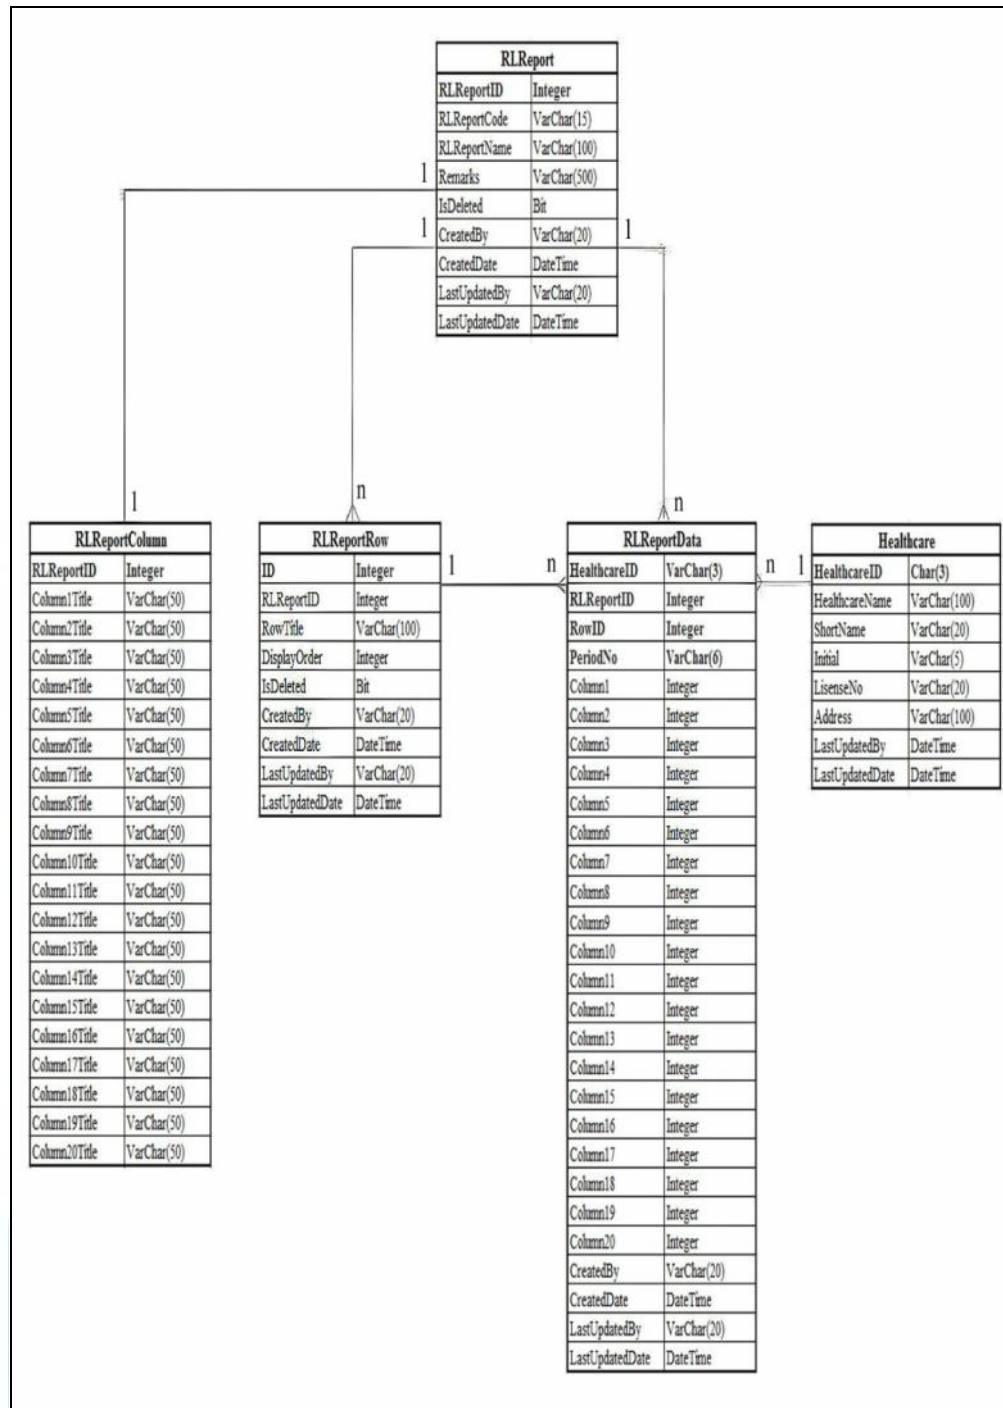 RLReport
RLReportID Integer
RLReportCode VarChar(15)
RLReportName VarChar(100)
1 Remarks VarChar(500)
IsDeleted Bit
1 CreatedBy VarChar(20) 1
CreatedDate DateTime
LastUpdatedBy VarChar(20)
LastUpdatedDate DateTime
1
n
n
RLReportColumn
RLReportID Integer
Column1Title VarChar(50)
Column2Title VarChar(50)
Column3Title VarChar(50)
Column4Title VarChar(50)
Column5Title VarChar(50)
Column6Title VarChar(50)
Column7Title VarChar(50)
Column8Title VarChar(50)
Column9Title VarChar(50)
Column10Title VarChar(50)
Column11Title VarChar(50)
Column12Title VarChar(50)
Column13Title VarChar(50)
Column14Title VarChar(50)
Column15Title VarChar(50)
Column16Title VarChar(50)
Column17Title VarChar(50)
Column18Title VarChar(50)
Column19Title VarChar(50)
Column20Title VarChar(50)
RLReportRow
ID Integer
RLReportID Integer
RowTitle VarChar(100)
DisplayOrder Integer
IsDeleted Bit
CreatedBy VarChar(20)
CreatedDate DateTime
LastUpdatedBy VarChar(20)
LastUpdatedDate DateTime
1 n
RLReportData
HealthcareID VarChar(3)
RLReportID Integer
RowID Integer
PeriodNo VarChar(6)
Column1 Integer
Column2 Integer
Column3 Integer
Column4 Integer
Column5 Integer
Column6 Integer
Column7 Integer
Column8 Integer
Column9 Integer
Column10 Integer
Column11 Integer
Column12 Integer
Column13 Integer
Column14 Integer
Column15 Integer
Column16 Integer
Column17 Integer
Column18 Integer
Column19 Integer
Column20 Integer
CreatedBy VarChar(20)
CreatedDate DateTime
LastUpdatedBy VarChar(20)
LastUpdatedDate DateTime
n 1
Healthcare
HealthcareID Char(3)
HealthcareName VarChar(100)
ShortName VarChar(20)
Initial VarChar(5)
LisenseNo VarChar(20)
Address VarChar(100)
LastUpdatedBy DateTime
LastUpdatedDate DateTime